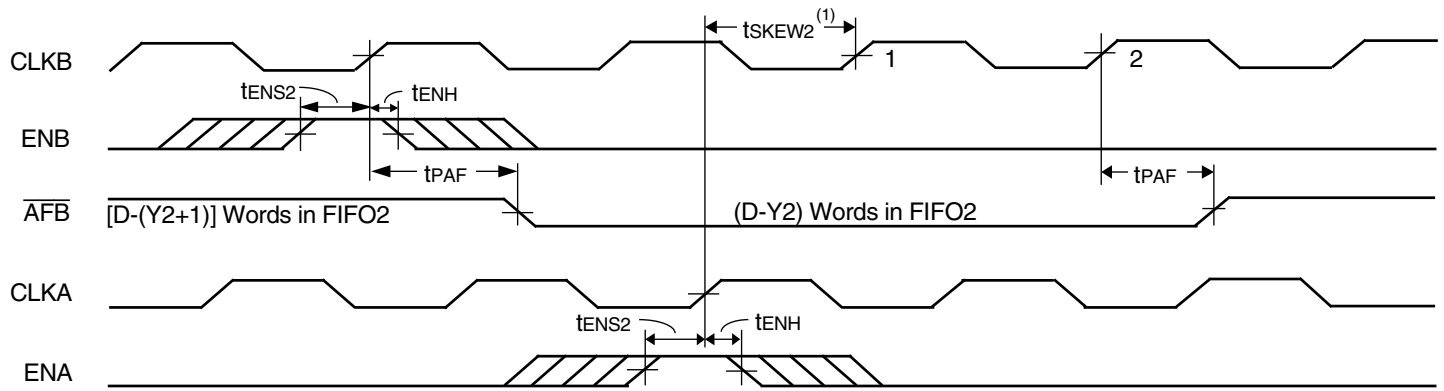 tSKEW2 (1)
CLKB 1 2
tENS2 tENH
ENB
tPAF tPAF
AFB [D-(Y2+1)] Words in FIFO2 (D-Y2) Words in FIFO2
CLKA
tENS2 tENH
ENA